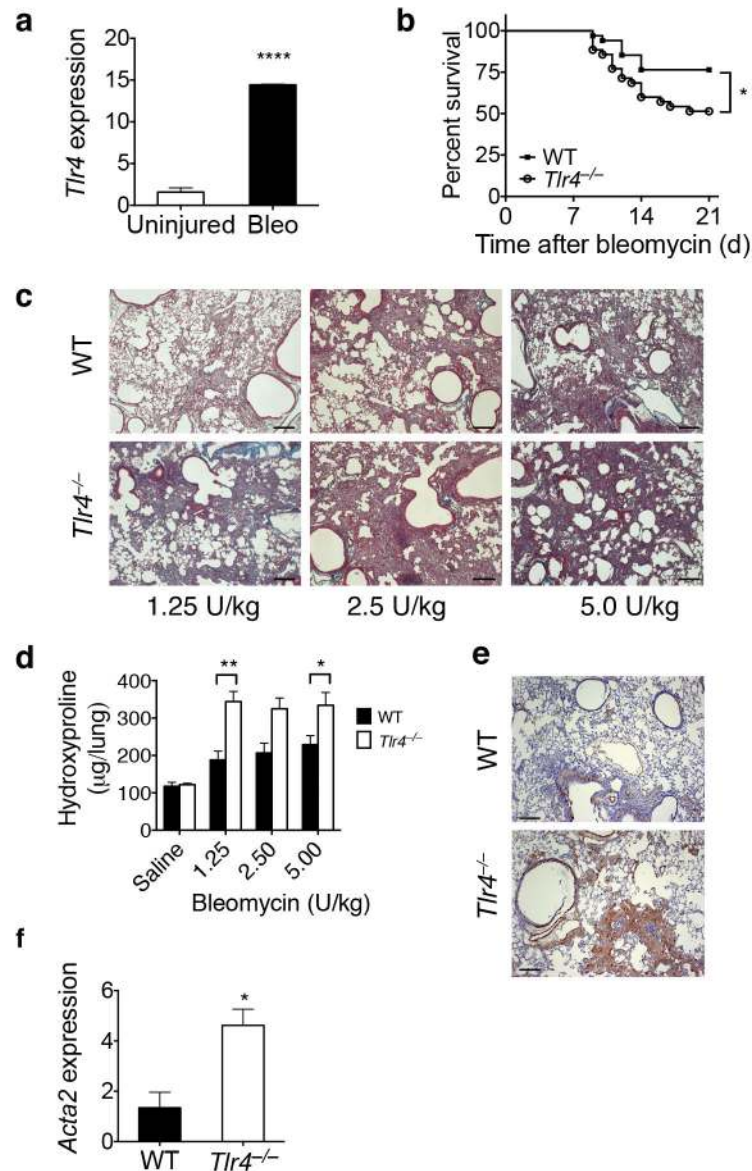 a
Tlr4 expression
20
15
10
5
0
****
Uninjured Bleo
b
Percent survival
100
75
50
25
0
*
WT
Tlr4−/−
0 7 14 21
Time after bleomycin (d)
c
WT
Tlr4−/−
1.25 U/kg 2.5 U/kg 5.0 U/kg
d
Hydroxyproline
(µg/lung)
400
300
200
100
0
** *
WT
Tlr4−/−
Saline 1.25 2.50 5.00
Bleomycin (U/kg)
e
WT
Tlr4−/−
f
Acta2 expression
6
4
2
0
*
WT Tlr4−/−